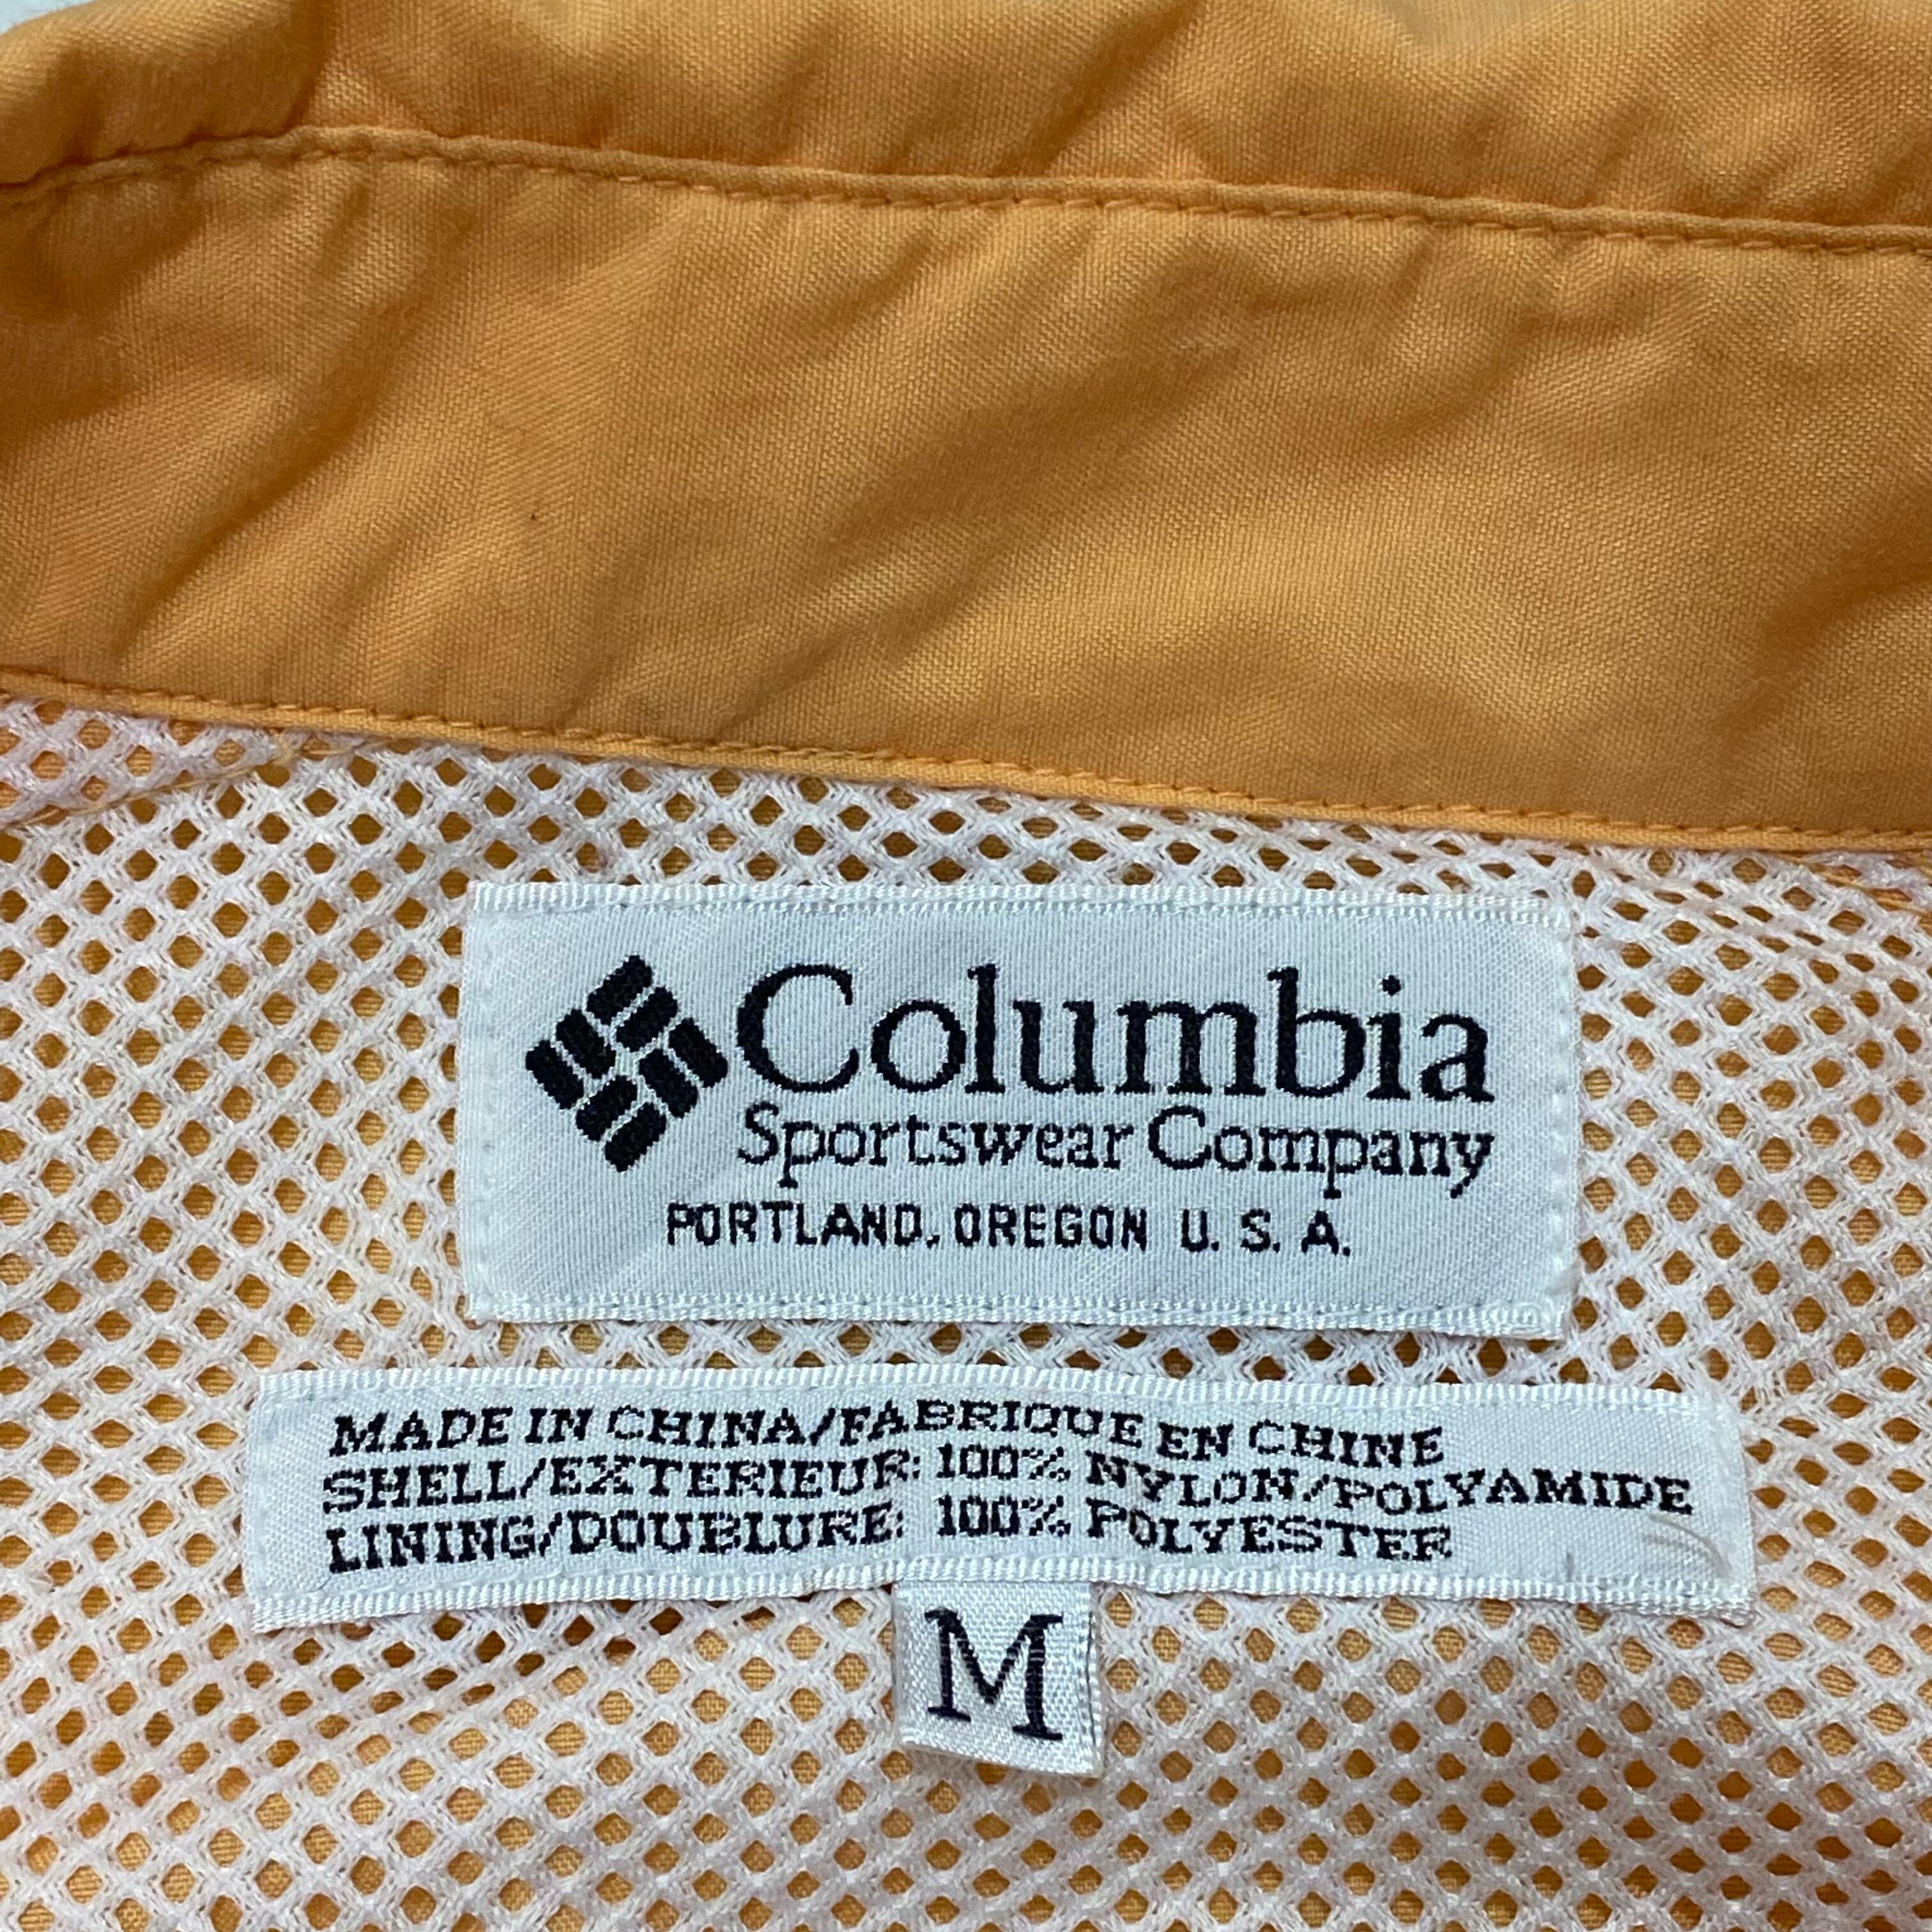 Columbia
Sportswear Company
PORTLAND, OREGON U. S. A.
MADE IN CHINA/FABRIQUE EN CHINE
SHELL/EXTERIEUR: 100% NYLON/POLYAMIDE
LINING/DOUBLURE: 100% POLYESTER
M